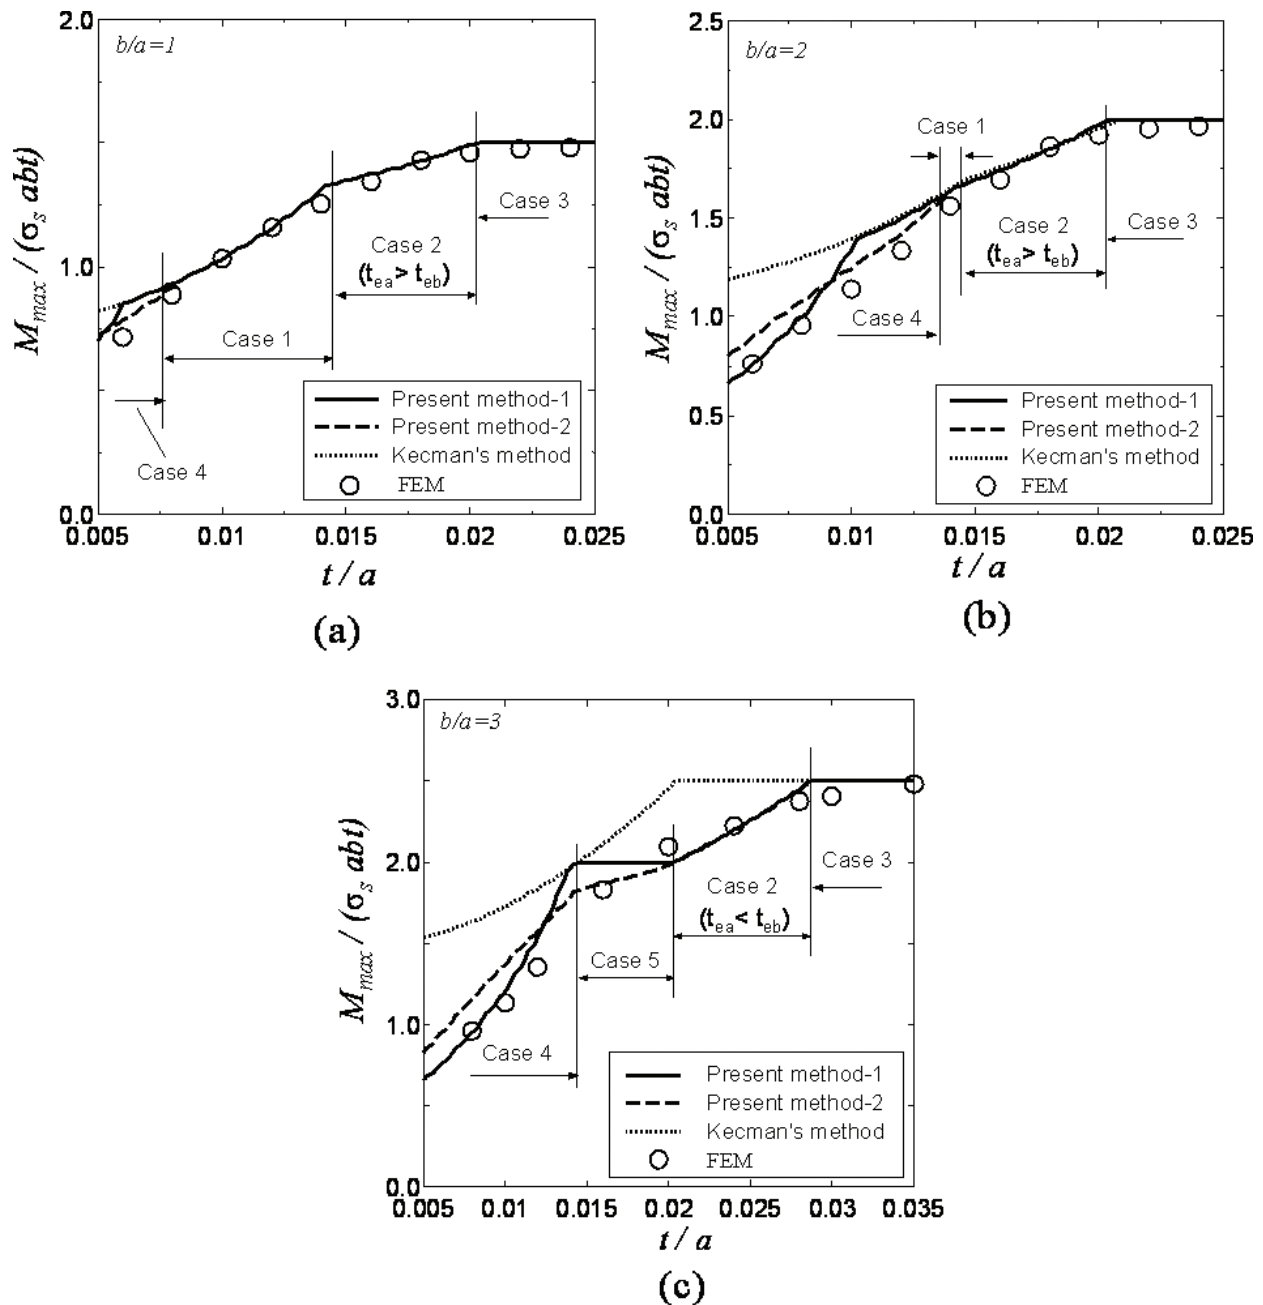 b/a=1
2.0
1.0
0.0
M_max / (σ_s abt)
Case 3
Case 2
(t_ea > t_eb)
Case 1
Case 4
Present method-1
Present method-2
Kecman's method
FEM
0.005 0.01 0.015 0.02 0.025
t / a
(a)
b/a=2
2.5
2.0
1.5
1.0
0.5
0.0
M_max / (σ_s abt)
Case 1
Case 2
(t_ea > t_eb)
Case 3
Case 4
Present method-1
Present method-2
Kecman's method
FEM
0.005 0.01 0.015 0.02 0.025
t / a
(b)
b/a=3
3.0
2.0
1.0
0.0
M_max / (σ_s abt)
Case 3
Case 2
(t_ea < t_eb)
Case 5
Case 4
Present method-1
Present method-2
Kecman's method
FEM
0.005 0.01 0.015 0.02 0.025 0.03 0.035
t / a
(c)